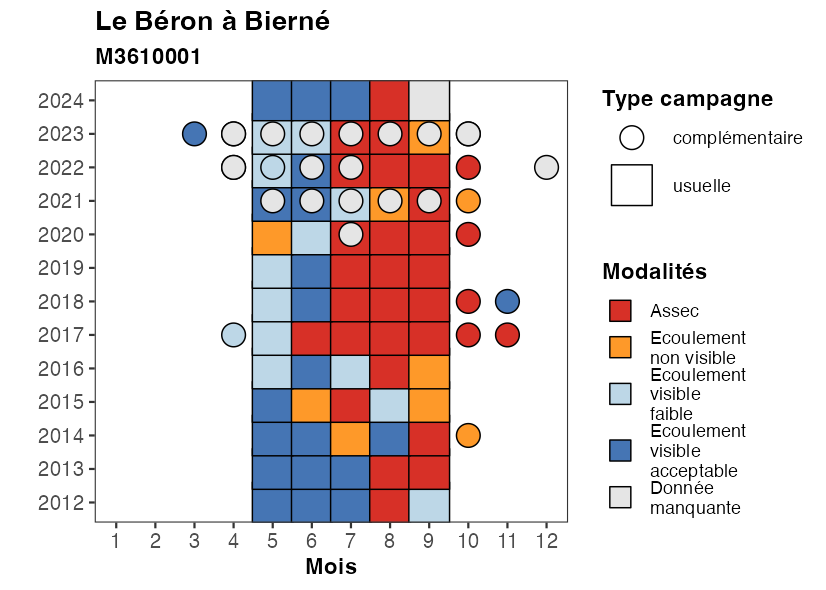 Le Béron à Bierné
M3610001
2024
2023
2022
2021
2020
2019
2018
2017
2016
2015
2014
2013
2012
1 2 3 4 5 6 7 8 9 10 11 12
Mois
Type campagne
complémentaire
usuelle
Modalités
Assec
Ecoulement
non visible
Ecoulement
visible
faible
Ecoulement
visible
acceptable
Donnée
manquante